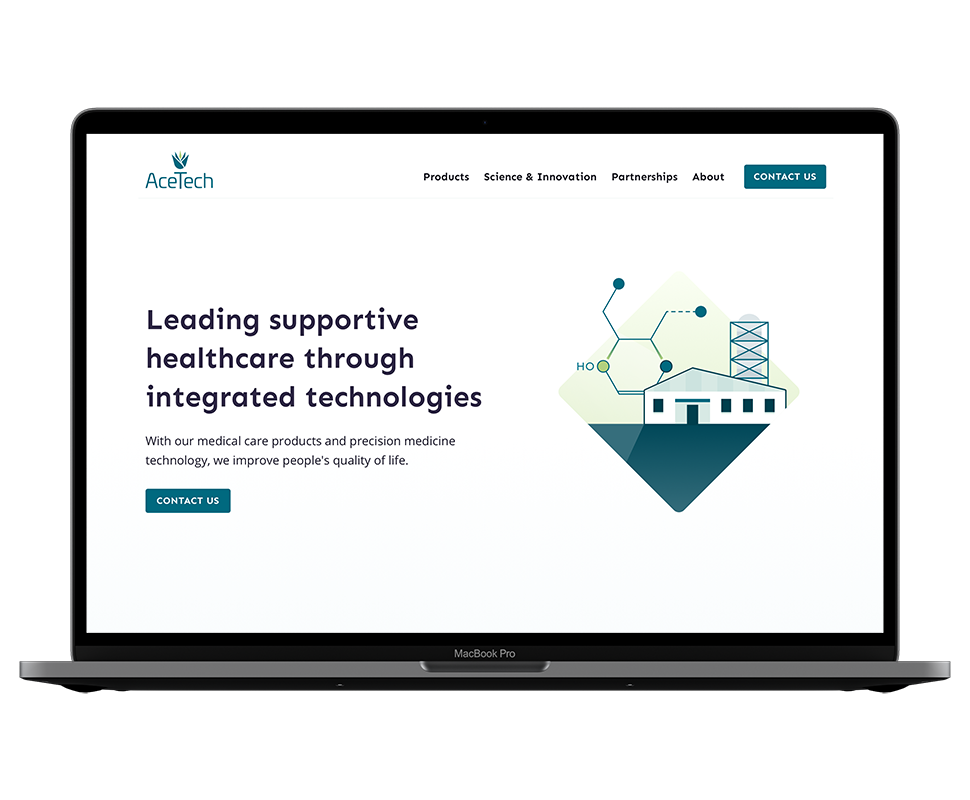 AceTech
Products Science & Innovation Partnerships About CONTACT US
Leading supportive
healthcare through
integrated technologies
With our medical care products and precision medicine
technology, we improve people's quality of life.
CONTACT US
HO
MacBook Pro